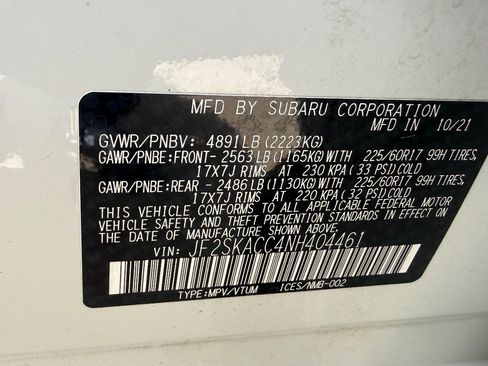 MFD BY SUBARU CORPORATION
MFD IN 10/21
GVWR/PNBV: 4891LB(2223KG)
GAWR/PNBE:FRONT- 2563LB(1165KG)WITH 225/60R17 99H TIRES,
17X7J RIMS AT 230 KPA (33 PSI)COLD
GAWR/PNBE:REAR - 2486LB(1130KG)WITH 225/60R17 99H TIRES,
17X7J RIMS AT 220 KPA (32 PSI)COLD
THIS VEHICLE CONFORMS TO ALL APPLICABLE FEDERAL MOTOR
VEHICLE SAFETY AND THEFT PREVENTION STANDARDS IN EFFECT
ON THE DATE OF MANUFACTURE SHOWN ABOVE.
VIN: JF2SKACC4NH404461
TYPE:MPV/VTUM ICES/NMB-002